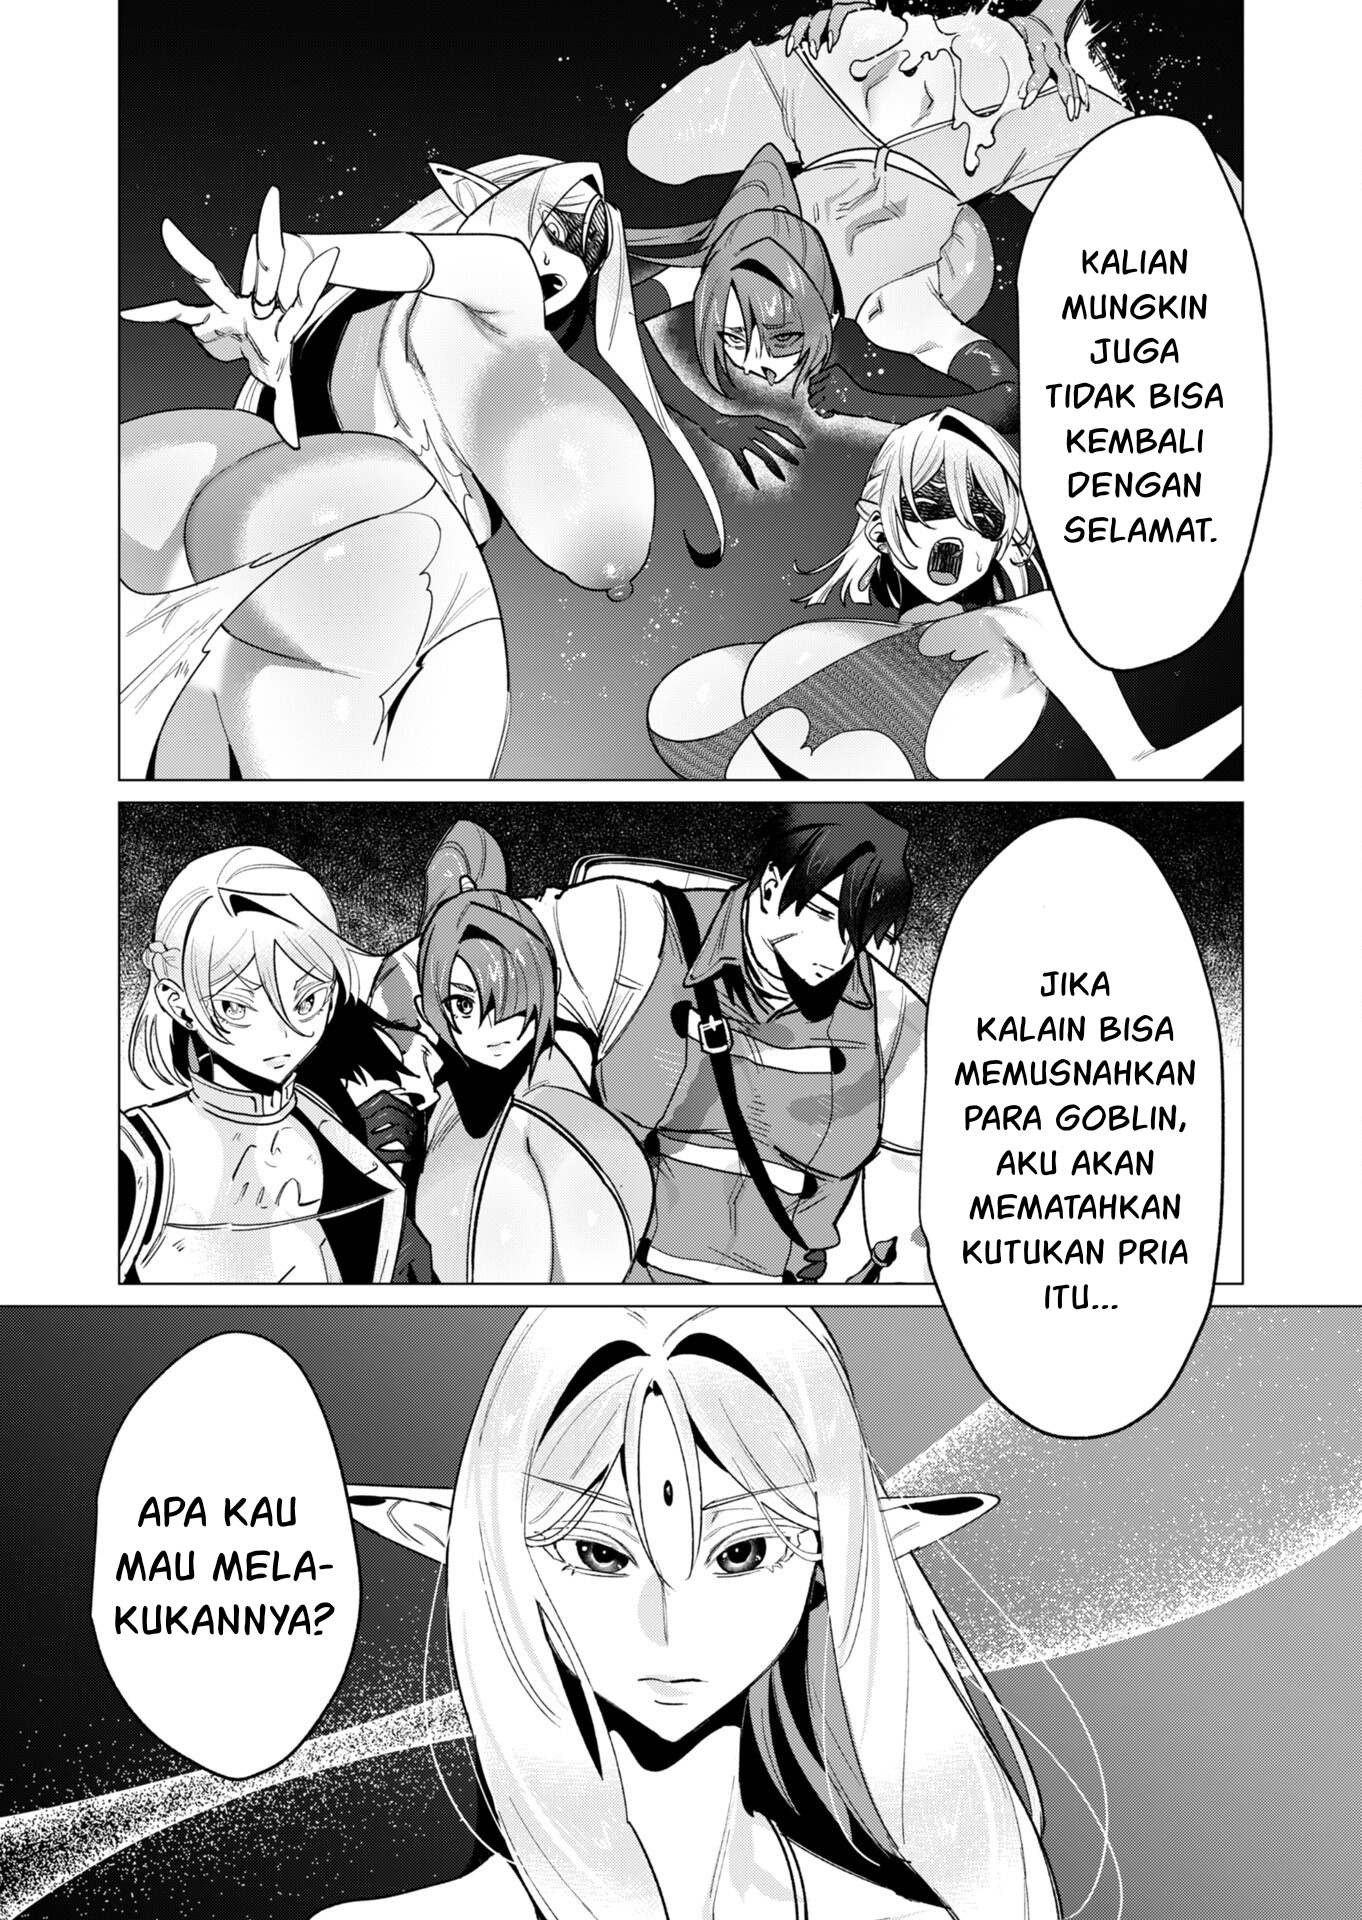 KALIAN
MUNGKIN
JUGA
TIDAK BISA
KEMBALI
DENGAN
SELAMAT.
JIKA
KALAIN BISA
MEMUSNAHKAN
PARA GOBLIN,
AKU AKAN
MEMATAHKAN
KUTUKAN PRIA
ITU...
APA KAU
MAU MELA-
KUKANNYA?